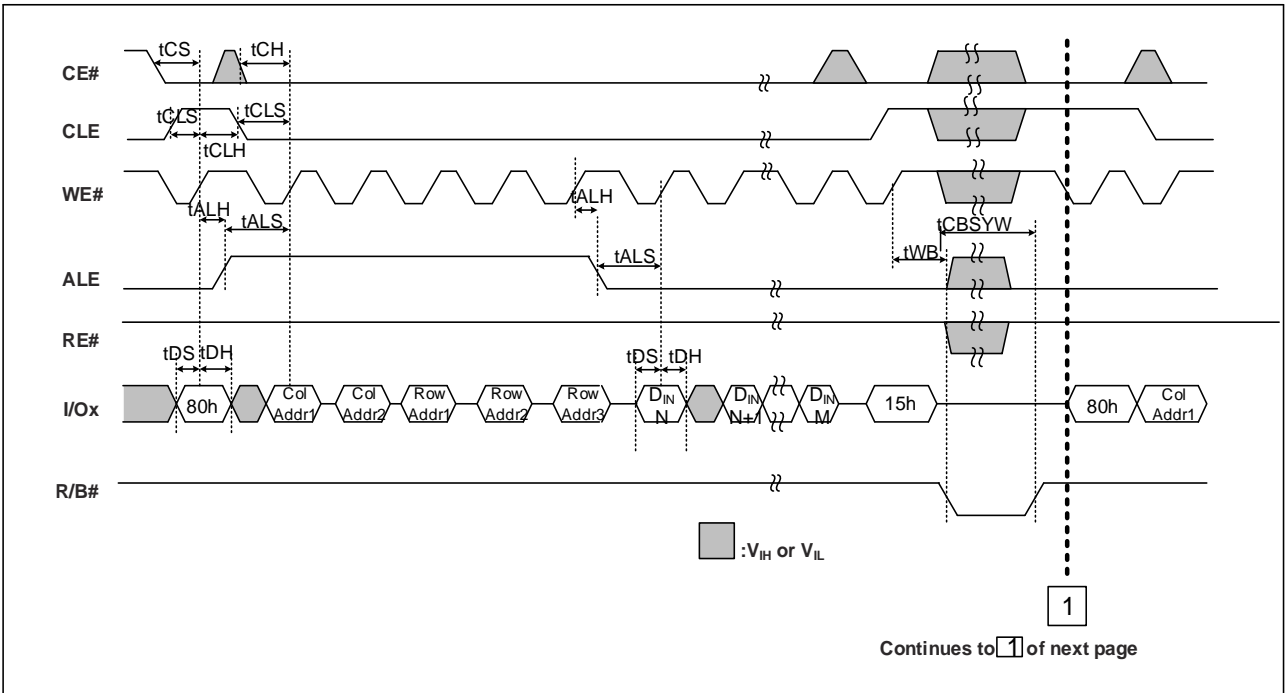 tCS
tCH
CE#
tCLS
tCLS
CLE
tCLH
WE#
tALH
tALH
tCBSYW
tALS
tWB
tALS
ALE
RE#
tDS tDH
tDS tDH
I/Ox
80h
Col Addr1
Col Addr2
Row Addr1
Row Addr2
Row Addr3
DIN N
DIN N+1
DIN M
15h
80h
Col Addr1
R/B#
:VIH or VIL
1
Continues to 1 of next page